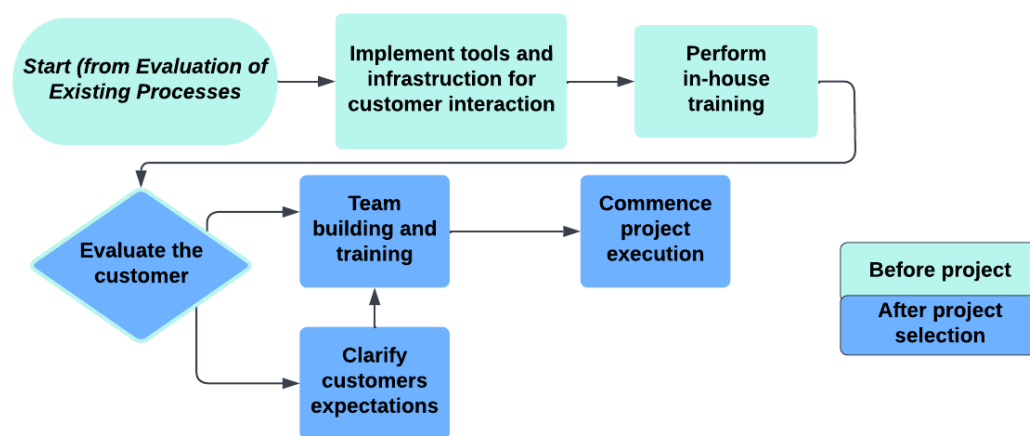 Start (from Evaluation of
Existing Processes
Implement tools and
infrastruction for
customer interaction
Perform
in-house
training
Evaluate the
customer
Team
building and
training
Commence
project
execution
Clarify
customers
expectations
Before project
After project
selection